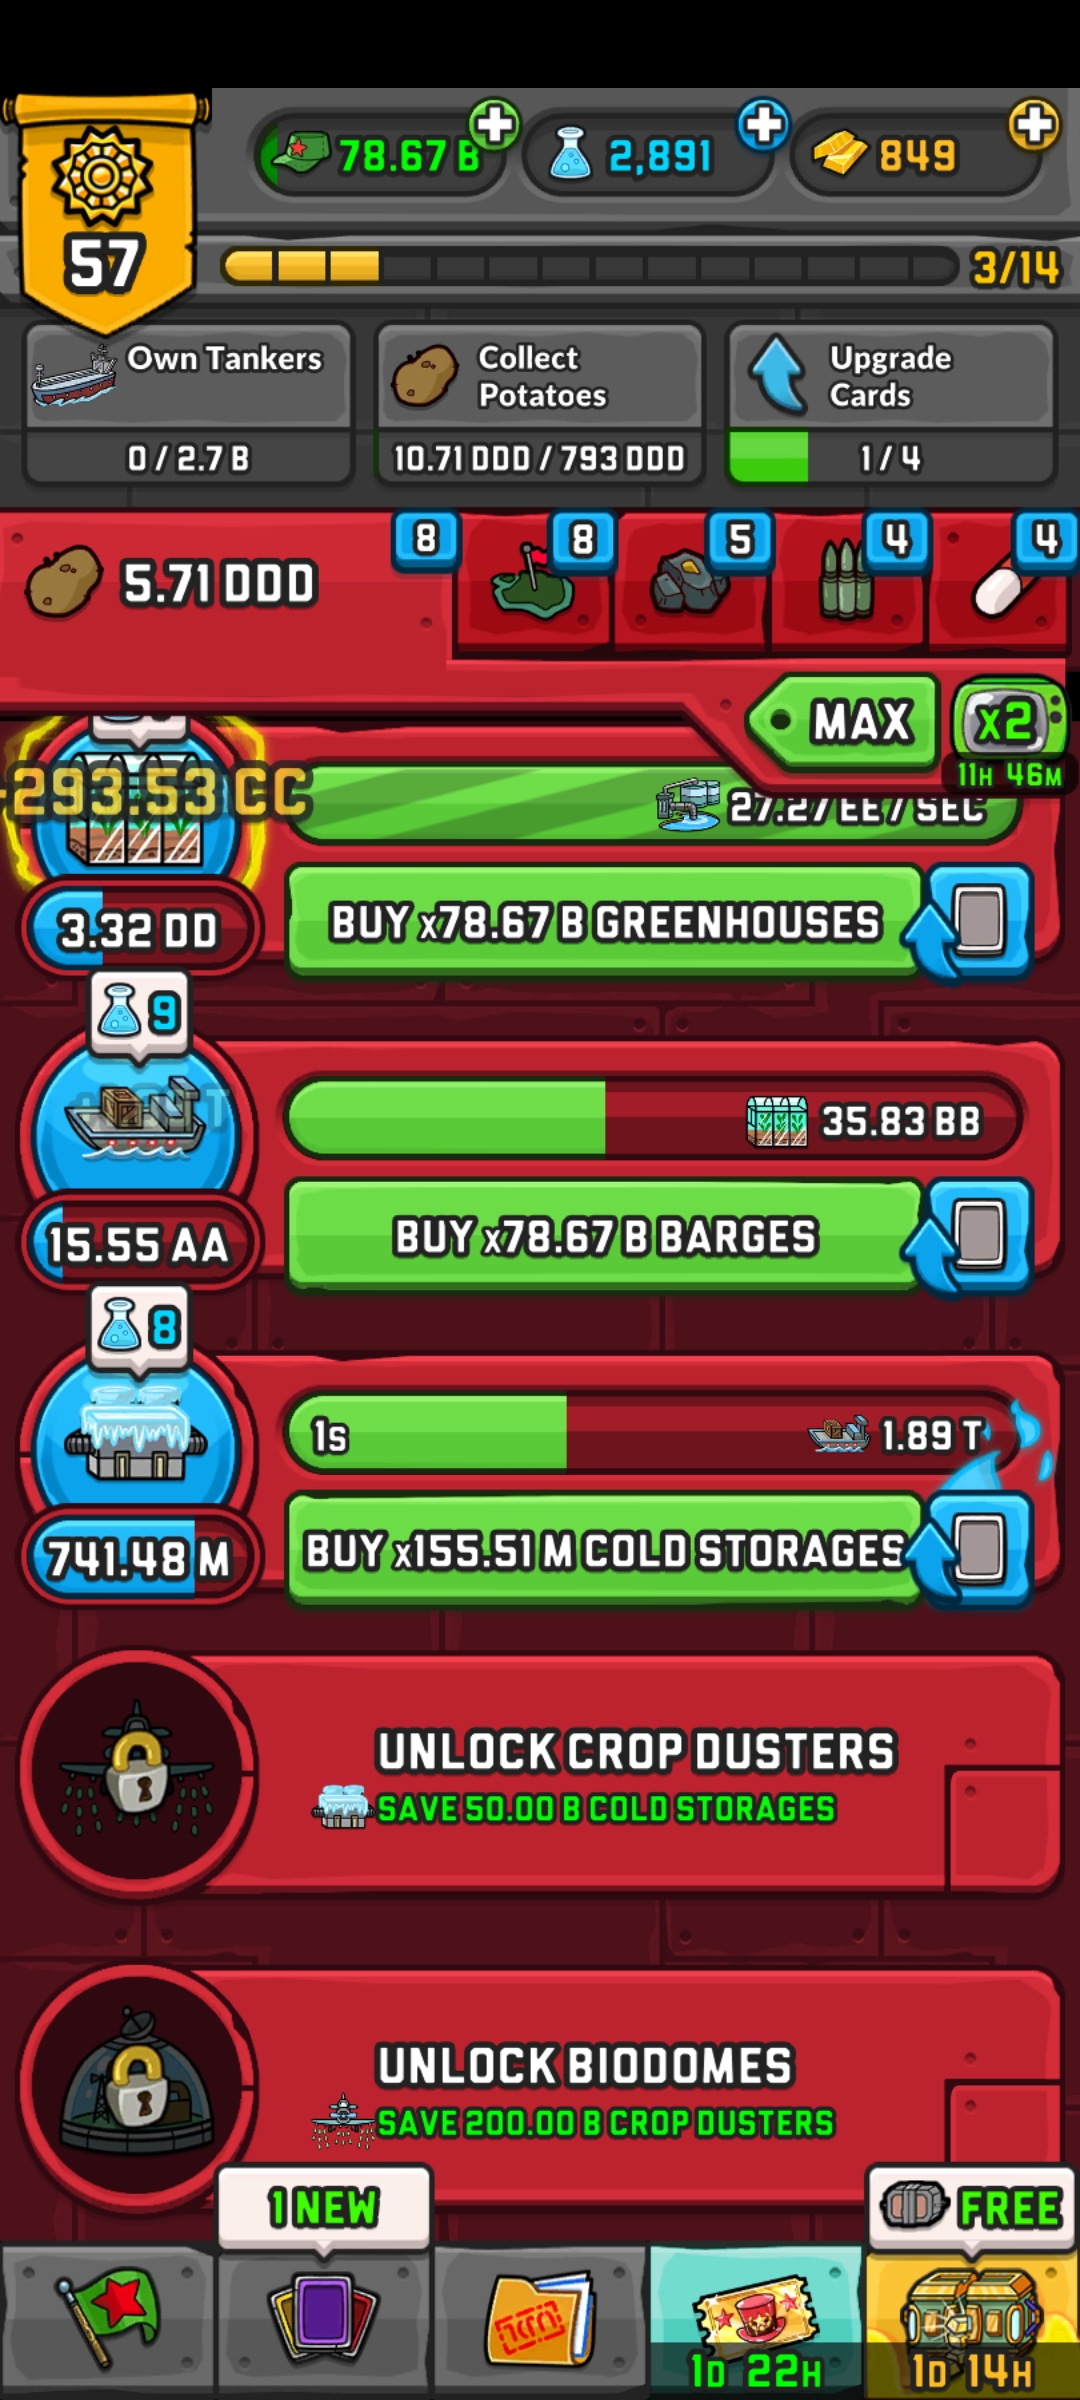 78.67 B
2,891
849
57
3/14
Own Tankers
0 / 2.7 B
Collect
Potatoes
10.71 DDD / 793 DDD
Upgrade
Cards
1 / 4
5.71 DDD
8
8
5
4
4
MAX
x2
11H 46M
293.53 CC
27.27 EE / SEC
3.32 DD
BUY x78.67 B GREENHOUSES
9
35.83 BB
15.55 AA
BUY x78.67 B BARGES
8
1s
1.89 T
741.48 M
BUY x155.51 M COLD STORAGES
UNLOCK CROP DUSTERS
SAVE 50.00 B COLD STORAGES
UNLOCK BIODOMES
SAVE 200.00 B CROP DUSTERS
1 NEW
FREE
1D 22H
1D 14H